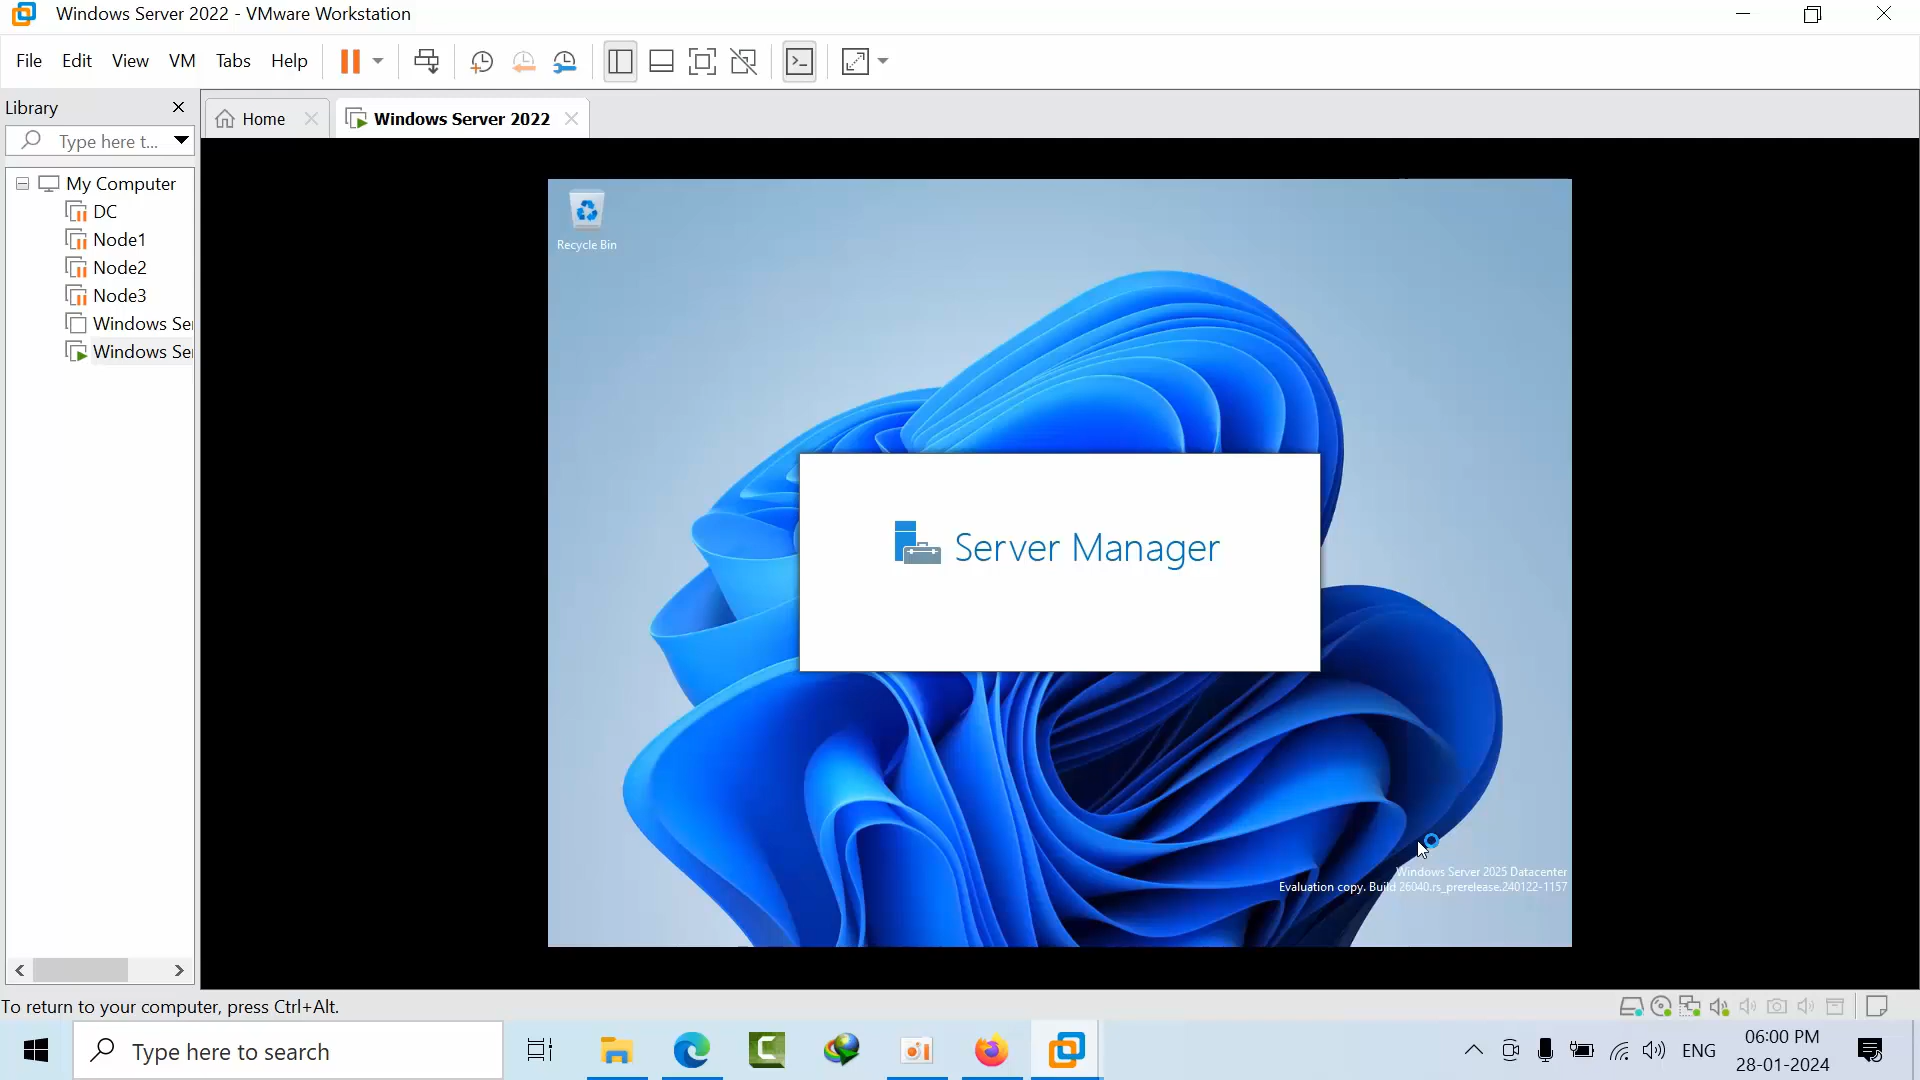 Windows Server 2022 - VMware Workstation
File Edit View VM Tabs Help
Library
Type here t...
Home
Windows Server 2022
My Computer
DC
Node1
Node2
Node3
Windows Ser
Windows Ser
Recycle Bin
Server Manager
Windows Server 2025 Datacenter
Evaluation copy. Build 26040.rs_prerelease.240122-1157
To return to your computer, press Ctrl+Alt.
Type here to search
ENG
06:00 PM
28-01-2024